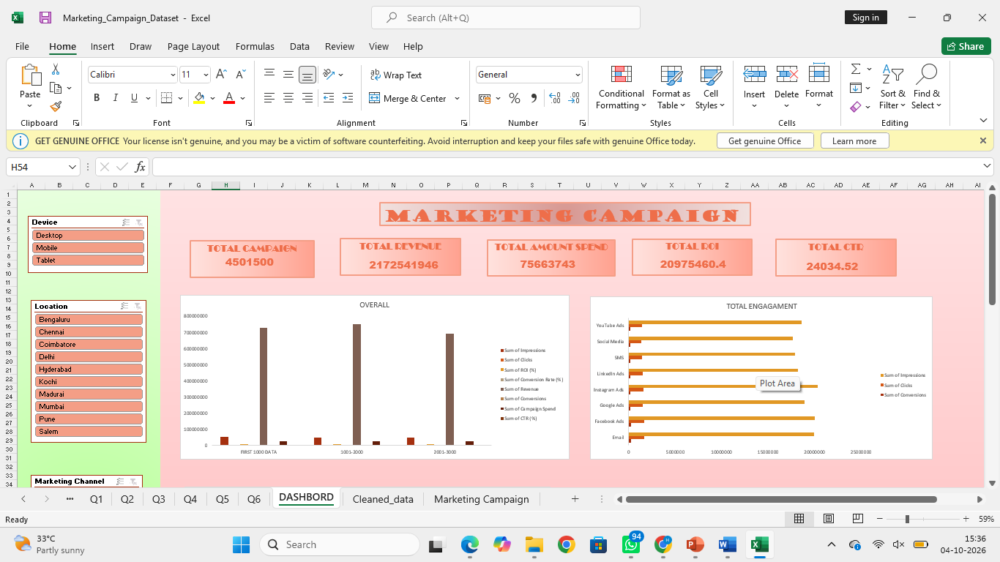 Marketing_Campaign_Dataset - Excel
Search (Alt+Q)
Sign in
File Home Insert Draw Page Layout Formulas Data Review View Help
Share
Calibri 11
Wrap Text
General
Paste
B I U
Merge & Center
Conditional Formatting
Format as Table
Cell Styles
Insert Delete Format
Sort & Filter
Find & Select
Clipboard Font Alignment Number Styles Cells Editing
GET GENUINE OFFICE Your license isn't genuine, and you may be a victim of software counterfeiting. Avoid interruption and keep your files safe with genuine Office today.
Get genuine Office
Learn more
H54
fx
A B C D E F G H I J K L M N O P Q R S T U V W X Y Z AA AB AC AD AE AF AG AH AI
1
2
3
4
5
6
7
8
9
10
11
12
13
14
15
16
17
18
19
20
21
22
23
24
25
26
27
28
29
30
31
32
33
34
Device
Desktop
Mobile
Tablet
Location
Bengaluru
Chennai
Coimbatore
Delhi
Hyderabad
Kochi
Madurai
Mumbai
Pune
Salem
Marketing Channel
MARKETING CAMPAIGN
TOTAL CAMPAIGN
4501500
TOTAL REVENUE
2172541946
TOTAL AMOUNT SPEND
75663743
TOTAL ROI
20975460.4
TOTAL CTR
24034.52
OVERALL
800000000
700000000
600000000
500000000
400000000
300000000
200000000
100000000
0
FIRST 1000 DATA 1001-2000 2001-3000
Sum of Impressions
Sum of Clicks
Sum of ROI (%)
Sum of Conversion Rate (%)
Sum of Revenue
Sum of Conversions
Sum of Campaign Spend
Sum of CTR (%)
TOTAL ENGAGAMENT
YouTube Ads
Social Media
SMS
LinkedIn Ads
Instagram Ads
Google Ads
Facebook Ads
Email
0 5000000 10000000 15000000 20000000 25000000
Plot Area
Sum of Impressions
Sum of Clicks
Sum of Conversions
Q1 Q2 Q3 Q4 Q5 Q6 DASHBORD Cleaned_data Marketing Campaign
Ready
59%
33°C
Partly sunny
Search
94
15:36
04-10-2026